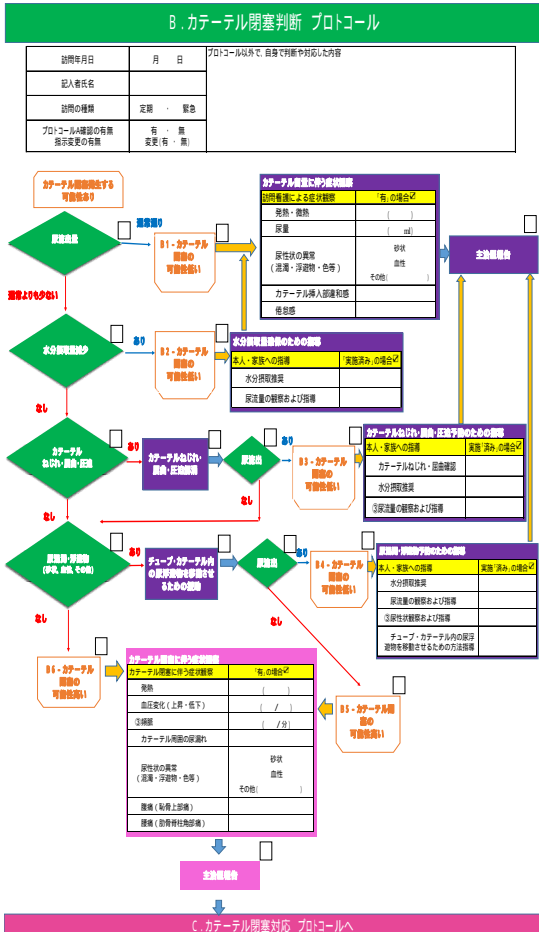 B.カテーテル閉塞判断 プロトコール
訪問年月日
月 日
プロトコール以外で,自身で判断や対応した内容
記入者氏名
訪問の種類
定期 ・ 緊急
プロトコールA確認の有無
指示変更の有無
有 ・ 無
変更(有 ・ 無)
カテーテル閉塞発生する
可能性あり
尿流出量
通常通り
B1-カテーテル
閉塞の
可能性低い
カテーテル留置に伴う症状観察
訪問看護による症状観察
「有」の場合☑
発熱・微熱
( )
尿量
( ml)
尿性状の異常
(混濁・浮遊物・色等)
砂状
血性
その他( )
カテーテル挿入部違和感
倦怠感
主治医報告
通常よりも少ない
水分摂取量減少
あり
B2-カテーテル
閉塞の
可能性低い
水分摂取量確保のための指導
本人・家族への指導
「実施済み」の場合☑
水分摂取推奨
尿流量の観察および指導
なし
カテーテル
ねじれ・屈曲・圧迫
あり
カテーテルねじれ・
屈曲・圧迫解消
尿流出
あり
B3-カテーテル
閉塞の
可能性低い
カテーテルねじれ・屈曲・圧迫予防のための指導
本人・家族への指導
実施「済み」の場合☑
カテーテルねじれ・屈曲確認
水分摂取推奨
③尿流量の観察および指導
なし
なし
尿混濁・浮遊物
(砂状, 血性, その他)
あり
チューブ・カテーテル内
の尿浮遊物を移動させ
るための援助
尿流出
あり
B4-カテーテル
閉塞の
可能性低い
尿混濁・浮遊物予防のための指導
本人・家族への指導
実施「済み」の場合☑
水分摂取推奨
尿流量の観察および指導
③尿性状観察および指導
チューブ・カテーテル内の尿浮
遊物を移動させるための方法指導
なし
なし
B6-カテーテル
閉塞の
可能性高い
カテーテル閉塞に伴う症状観察
カテーテル閉塞に伴う症状観察
「有」の場合☑
発熱
( )
血圧変化(上昇・低下)
( / )
③頻脈
( /分)
カテーテル周囲の尿漏れ
尿性状の異常
(混濁・浮遊物・色等)
砂状
血性
その他( )
腹痛(恥骨上部痛)
腰痛(肋骨脊柱角部痛)
B5-カテーテル閉
塞の
可能性高い
主治医報告
C.カテーテル閉塞対応 プロトコールへ